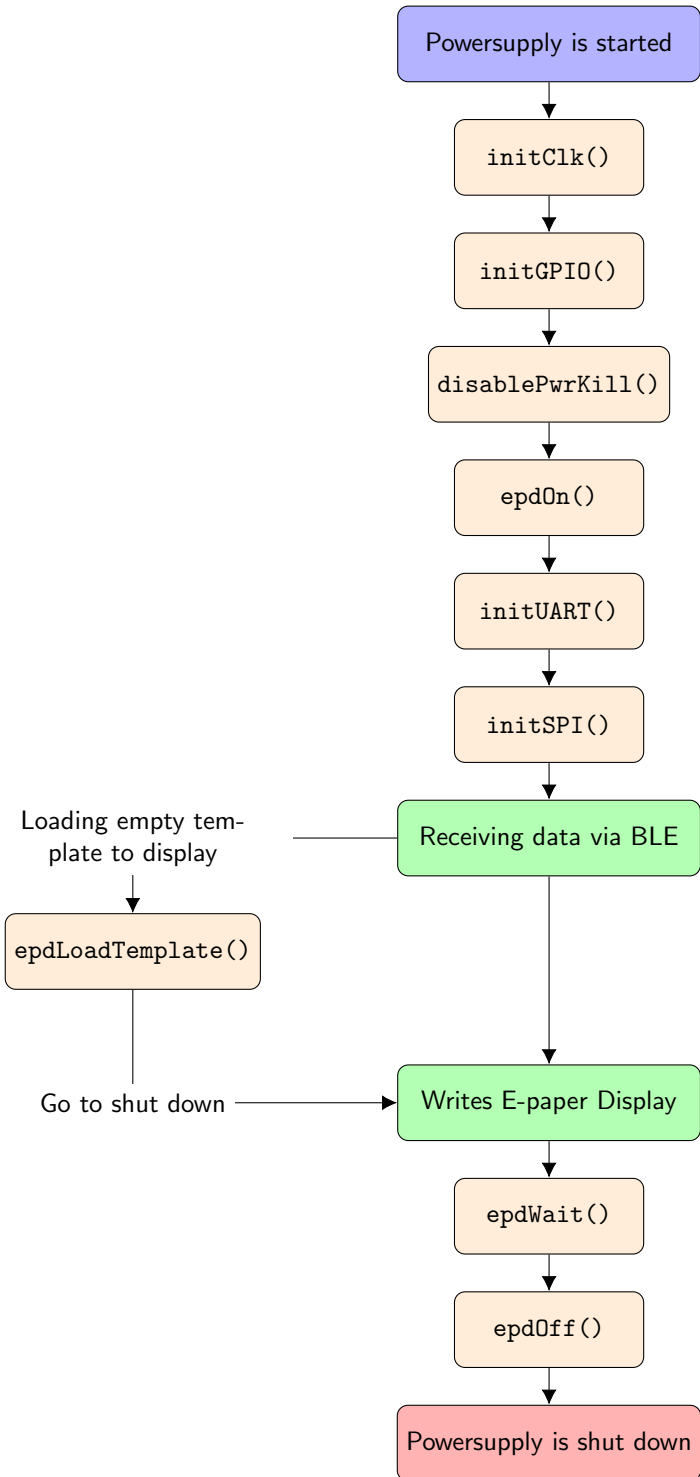 Powersupply is started
initClk()
initGPIO()
disablePwrKill()
epdOn()
initUART()
initSPI()
Loading empty tem-
plate to display
Receiving data via BLE
epdLoadTemplate()
Go to shut down
Writes E-paper Display
epdWait()
epdOff()
Powersupply is shut down